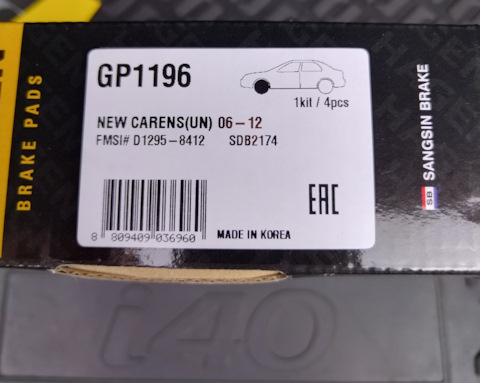 GP1196
1kit / 4pcs
NEW CARENS(UN) 06-12
FMSI# D1295-8412 SDB2174
EAC
8 809409 036960
MADE IN KOREA
BRAKE PADS
SB SANGSIN BRAKE
i40